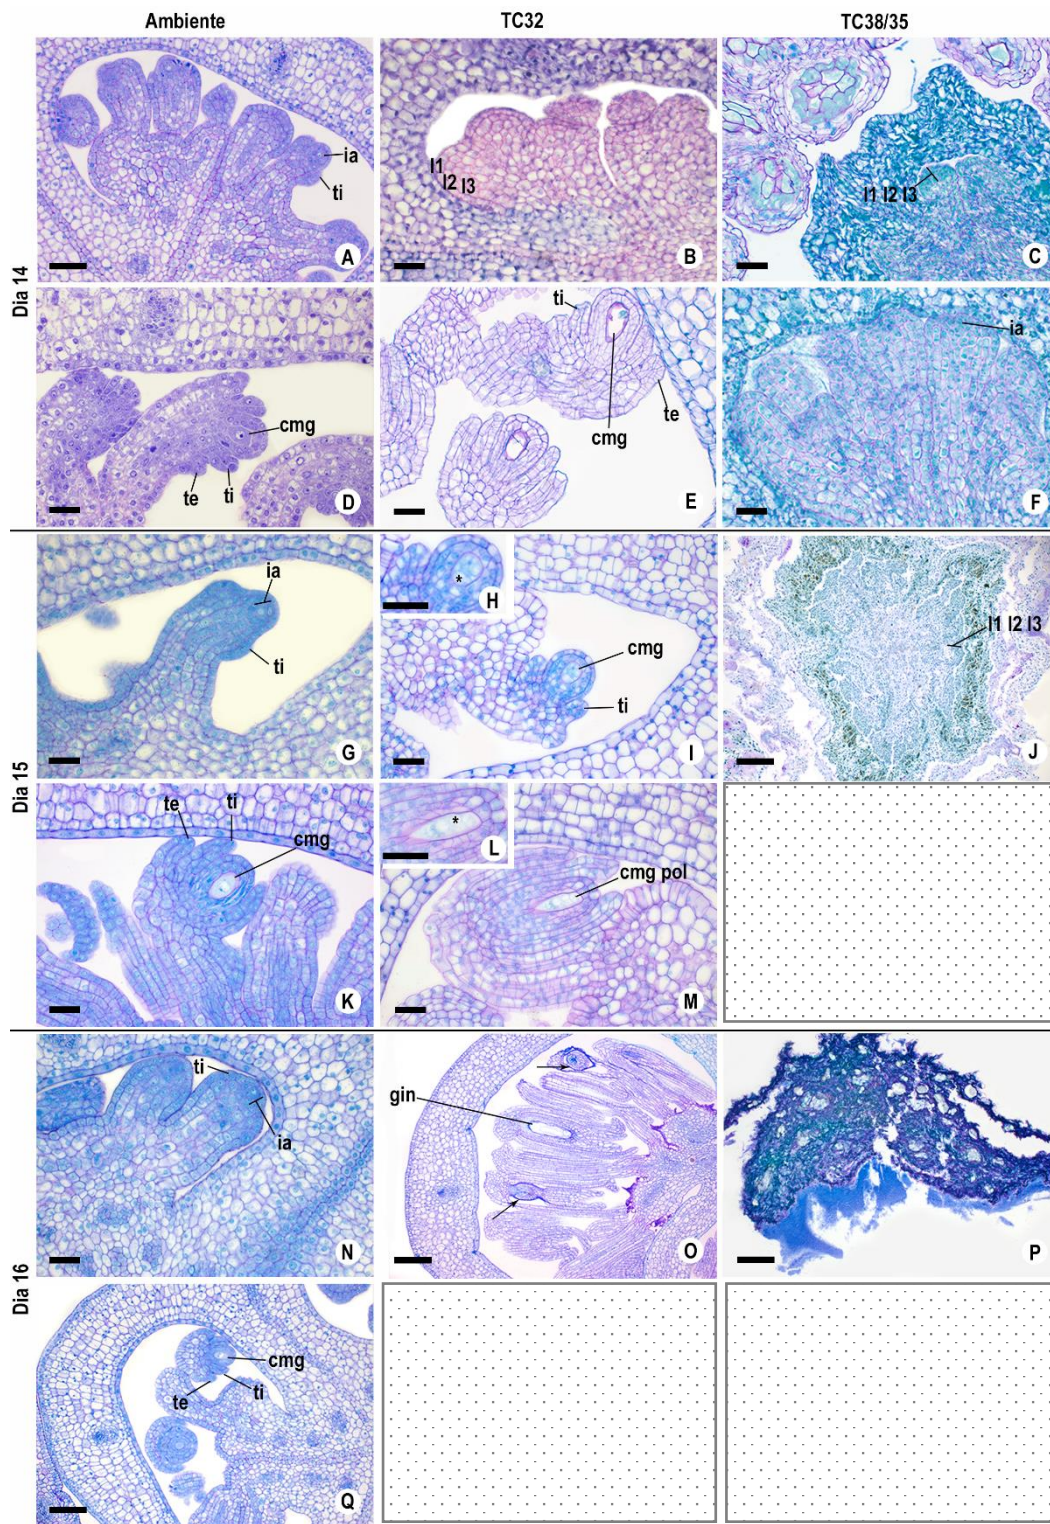 Ambiente TC32 TC38/35
Dia 14
ia
ti
A
l1
l2 l3
B
l1 l2 l3
C
cmg
te ti
D
ti
te
cmg
E
ia
F
Dia 15
ia
ti
G
*
H
cmg
ti
I
l1 l2 l3
J
te ti
cmg
K
*
L
cmg pol
M
Dia 16
ti
ia
N
gin
O
P
cmg
te ti
Q